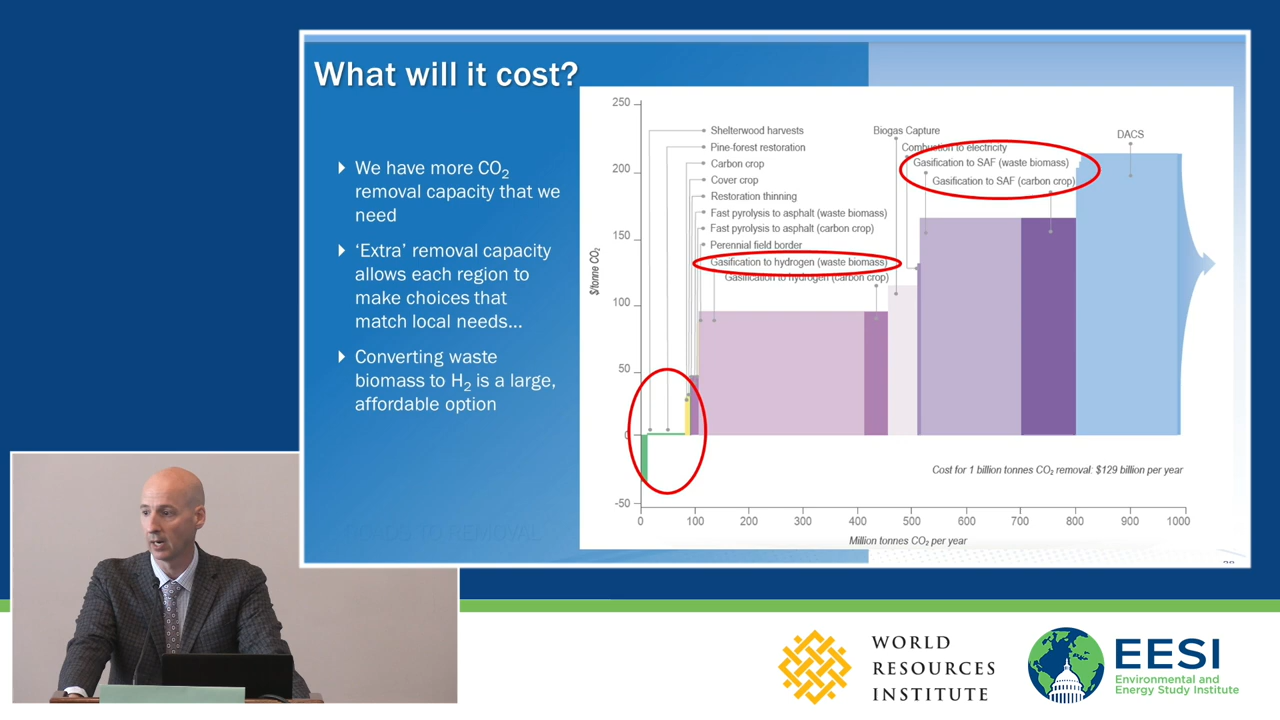 What will it cost?
We have more CO2
removal capacity that we
need
‘Extra’ removal capacity
allows each region to
make choices that
match local needs...
Converting waste
biomass to H2 is a large,
affordable option
ROADS TO REMOVAL
250
200
150
100
50
0
-50
$/tonne CO2
Shelterwood harvests
Pine-forest restoration
Carbon crop
Cover crop
Restoration thinning
Fast pyrolysis to asphalt (waste biomass)
Fast pyrolysis to asphalt (carbon crop)
Perennial field border
Gasification to hydrogen (waste biomass)
Gasification to hydrogen (carbon crop)
Biogas Capture
Combustion to electricity
Gasification to SAF (waste biomass)
Gasification to SAF (carbon crop)
DACS
Cost for 1 billion tonnes CO2 removal: $129 billion per year
0 100 200 300 400 500 600 700 800 900 1000
Million tonnes CO2 per year
WORLD
RESOURCES
INSTITUTE
EESI
Environmental and
Energy Study Institute